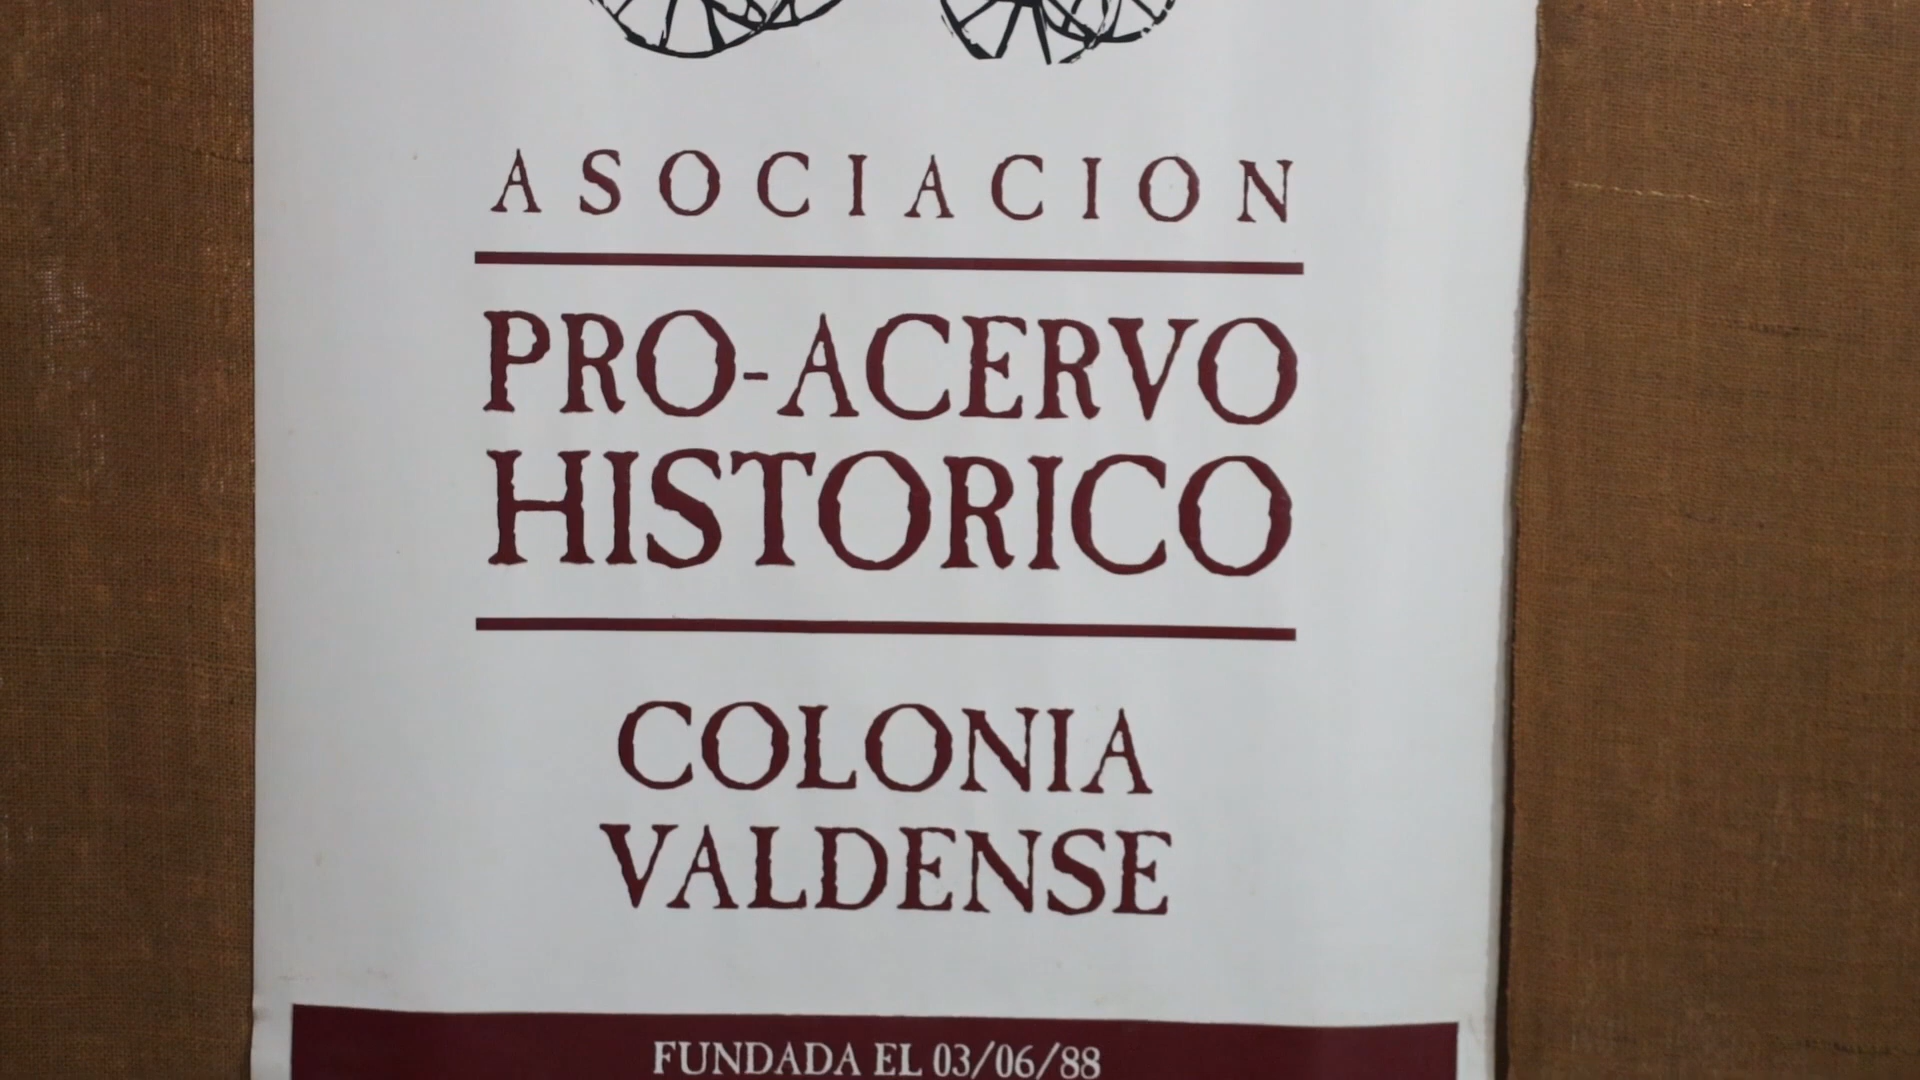 ASOCIACION
PRO-ACERVO
HISTORICO
COLONIA
VALDENSE
FUNDADA EL 03/06/88